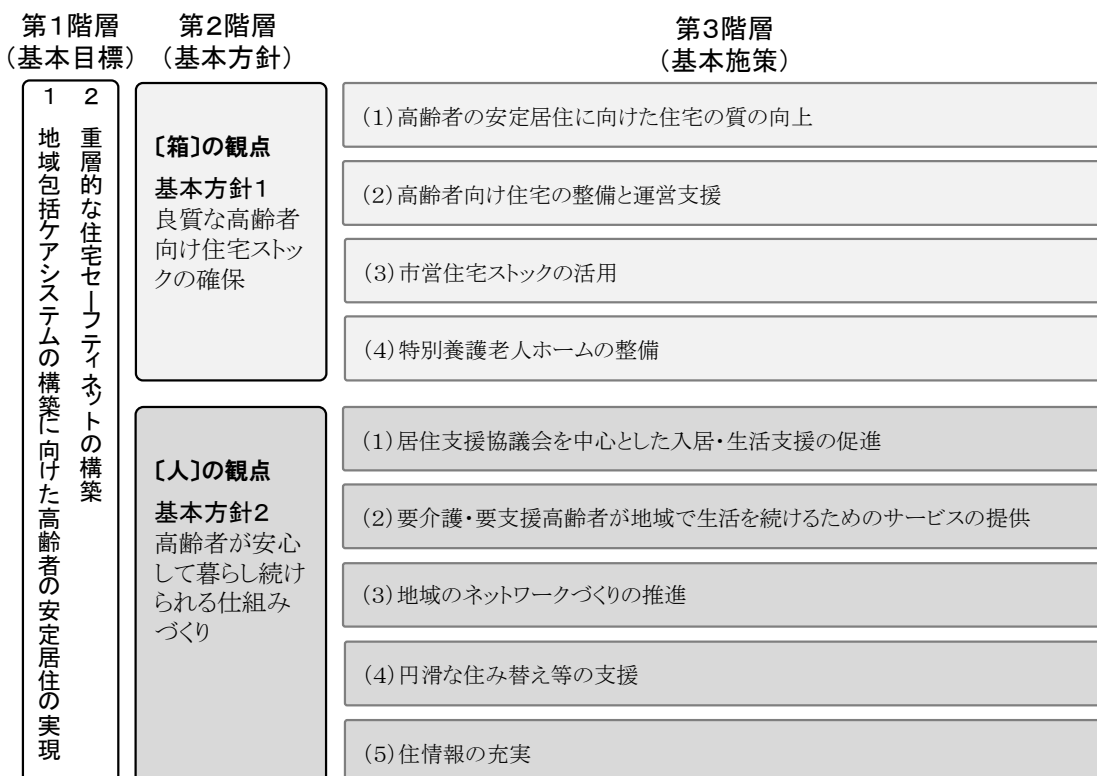 第1階層
（基本目標）
第2階層
（基本方針）
第3階層
（基本施策）
1 地域包括ケアシステムの構築に向けた高齢者の安定居住の実現
2 重層的な住宅セーフティネットの構築
〔箱〕の観点
基本方針1
良質な高齢者
向け住宅ストッ
クの確保
（1）高齢者の安定居住に向けた住宅の質の向上
（2）高齢者向け住宅の整備と運営支援
（3）市営住宅ストックの活用
（4）特別養護老人ホームの整備
〔人〕の観点
基本方針2
高齢者が安心
して暮らし続け
られる仕組み
づくり
（1）居住支援協議会を中心とした入居・生活支援の促進
（2）要介護・要支援高齢者が地域で生活を続けるためのサービスの提供
（3）地域のネットワークづくりの推進
（4）円滑な住み替え等の支援
（5）住情報の充実